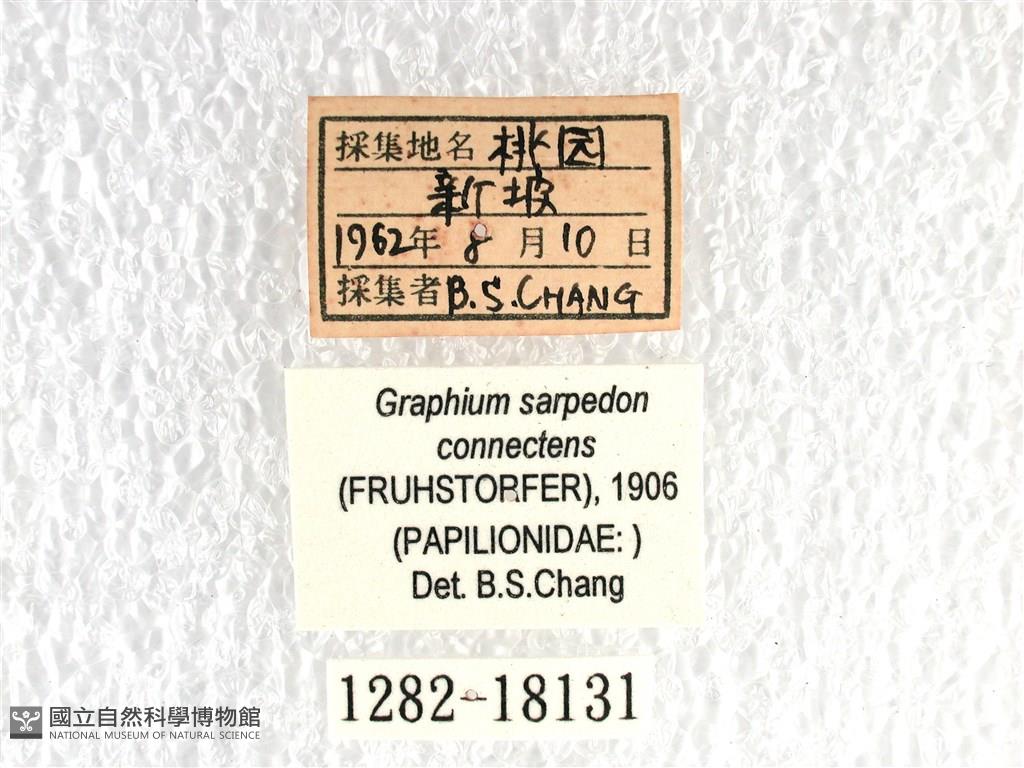 採集地名 桃园
新坡
1962年 8 月 10 日
採集者 B.S.CHANG
Graphium sarpedon
connectens
(FRUHSTORFER), 1906
(PAPILIONIDAE: )
Det. B.S.Chang
1282-18131
國立自然科學博物館
NATIONAL MUSEUM OF NATURAL SCIENCE